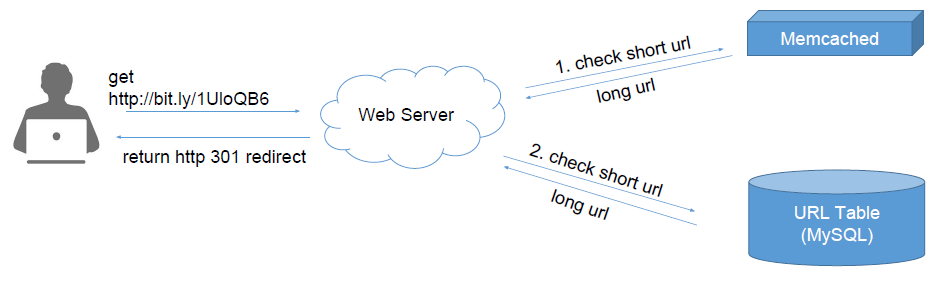 get
http://bit.ly/1UloQB6
return http 301 redirect
Web Server
1. check short url
long url
Memcached
2. check short url
long url
URL Table
(MySQL)